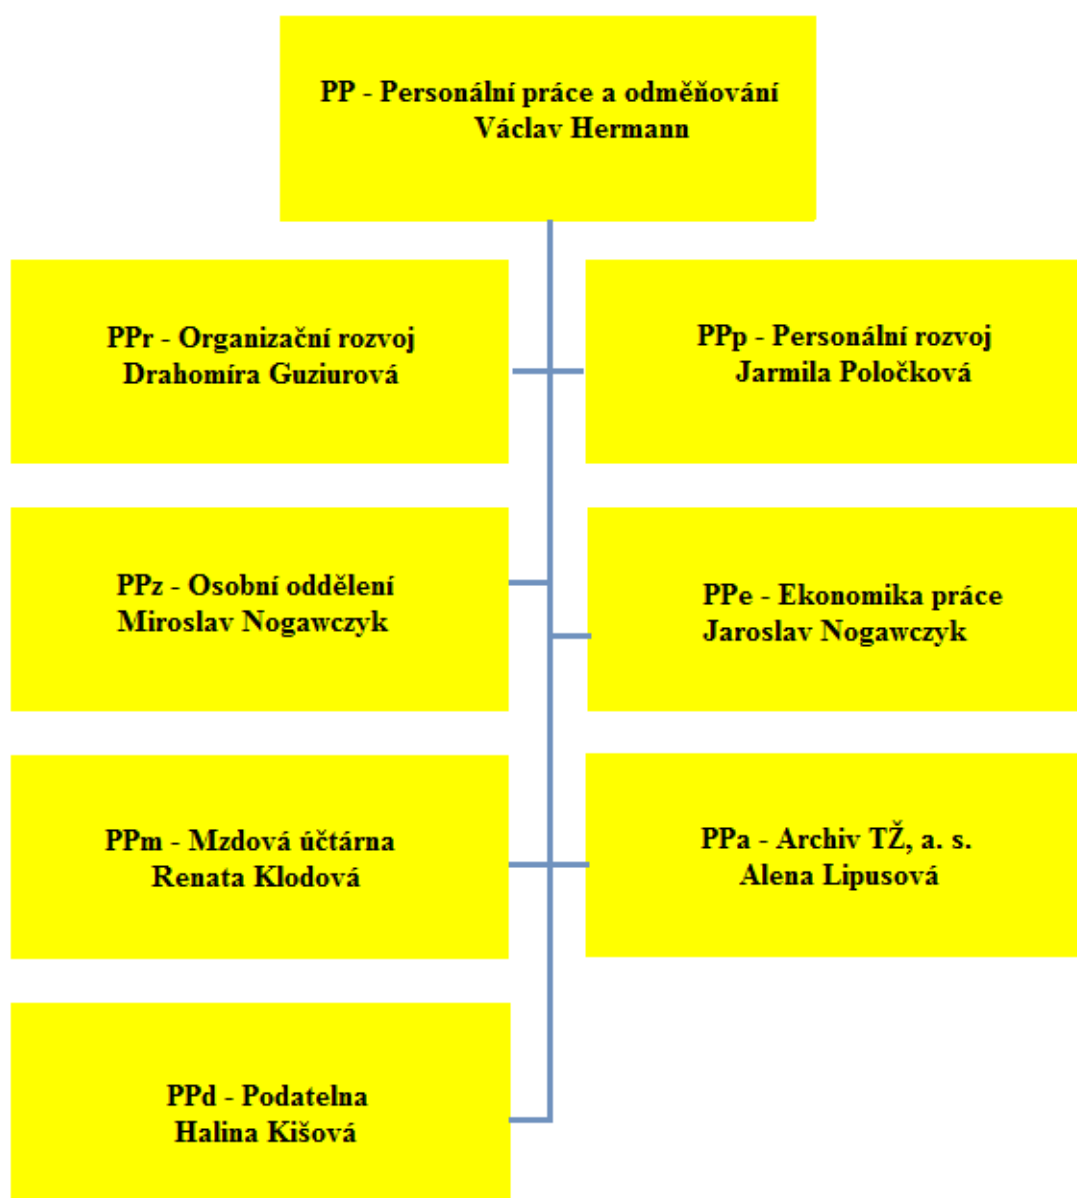 PP - Personální práce a odměňování
Václav Hermann
PPr - Organizační rozvoj
Drahomíra Guziurová
PPp - Personální rozvoj
Jarmila Poločková
PPz - Osobní oddělení
Miroslav Nogawczyk
PPe - Ekonomika práce
Jaroslav Nogawczyk
PPm - Mzdová účtárna
Renata Klodová
PPa - Archiv TŽ, a. s.
Alena Lipusová
PPd - Podatelna
Halina Kišová